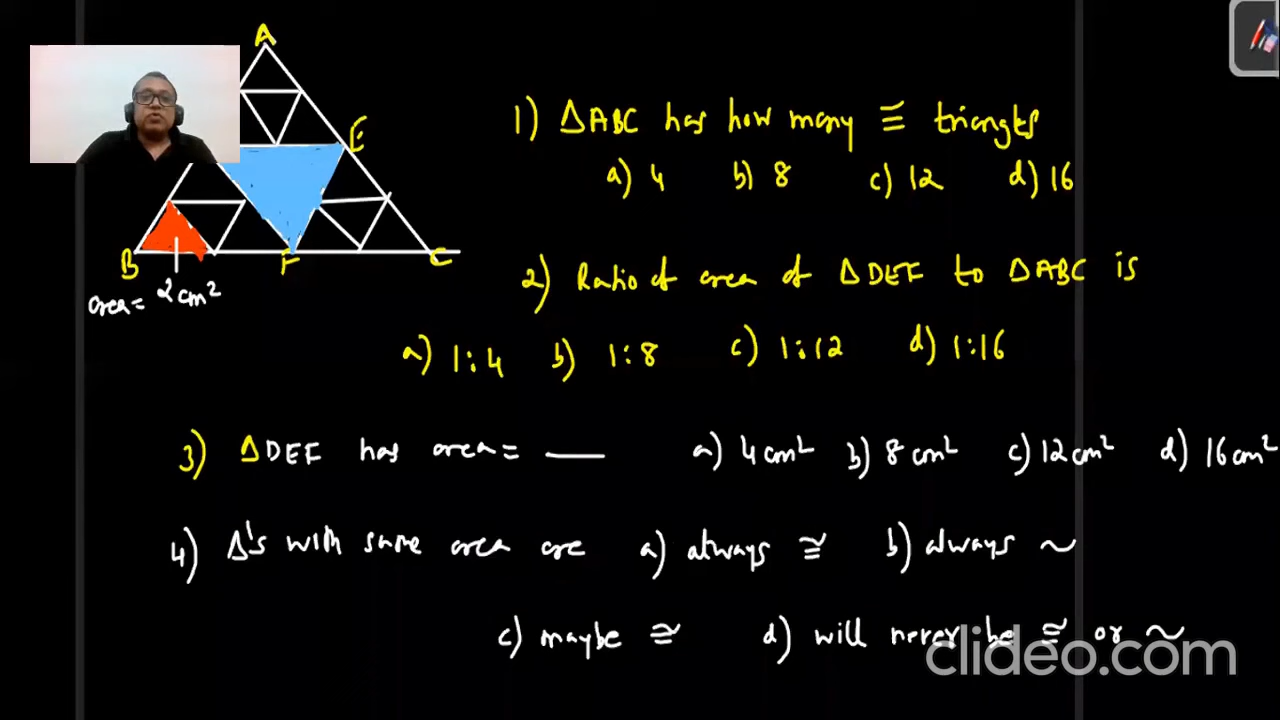 A
E
B
F
C
area = 2 cm²
1) ΔABC has how many ≡ triangles
a) 4 b) 8 c) 12 d) 16
2) Ratio of area of ΔDEF to ΔABC is
a) 1:4 b) 1:8 c) 1:12 d) 1:16
3) ΔDEF has area = ___ a) 4 cm² b) 8 cm² c) 12 cm² d) 16 cm²
4) Δ's with same area are a) always ≅ b) always ~
c) maybe ≅ d) will never be ≅ or ~
clideo.com